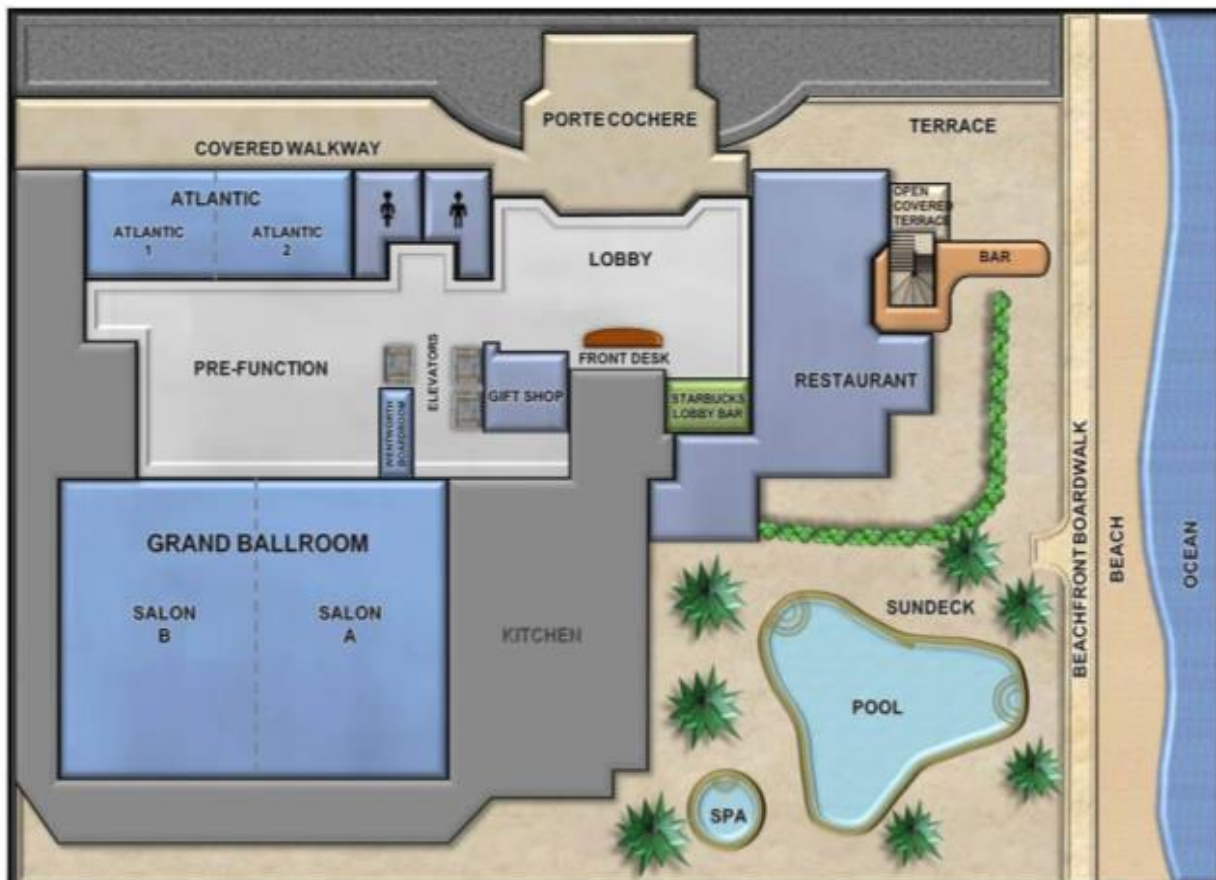 PORTE COCHERE
TERRACE
COVERED WALKWAY
ATLANTIC
ATLANTIC
1
ATLANTIC
2
OPEN
COVERED
TERRACE
LOBBY
BAR
FRONT DESK
PRE-FUNCTION
ELEVATORS
GIFT SHOP
STARBUCKS
LOBBY BAR
RESTAURANT
WENTWORTH
BOARDROOM
GRAND BALLROOM
SALON
B
SALON
A
KITCHEN
SUNDECK
POOL
SPA
BEACHFRONT BOARDWALK
BEACH
OCEAN